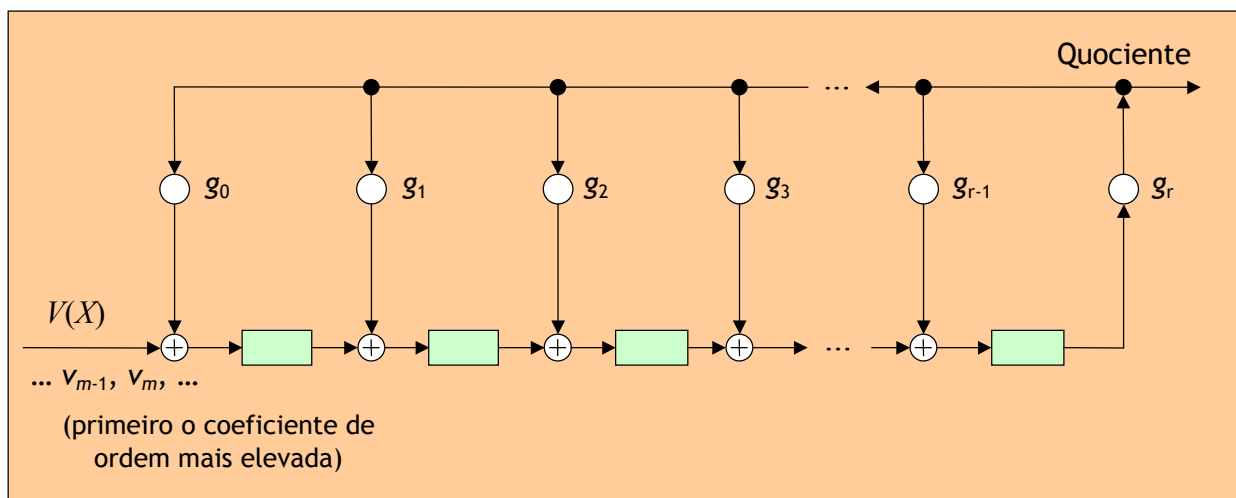 Quociente
...
g0 g1 g2 g3 gr-1 gr
V(X)
... vm-1, vm, ...
...
(primeiro o coeficiente de
ordem mais elevada)